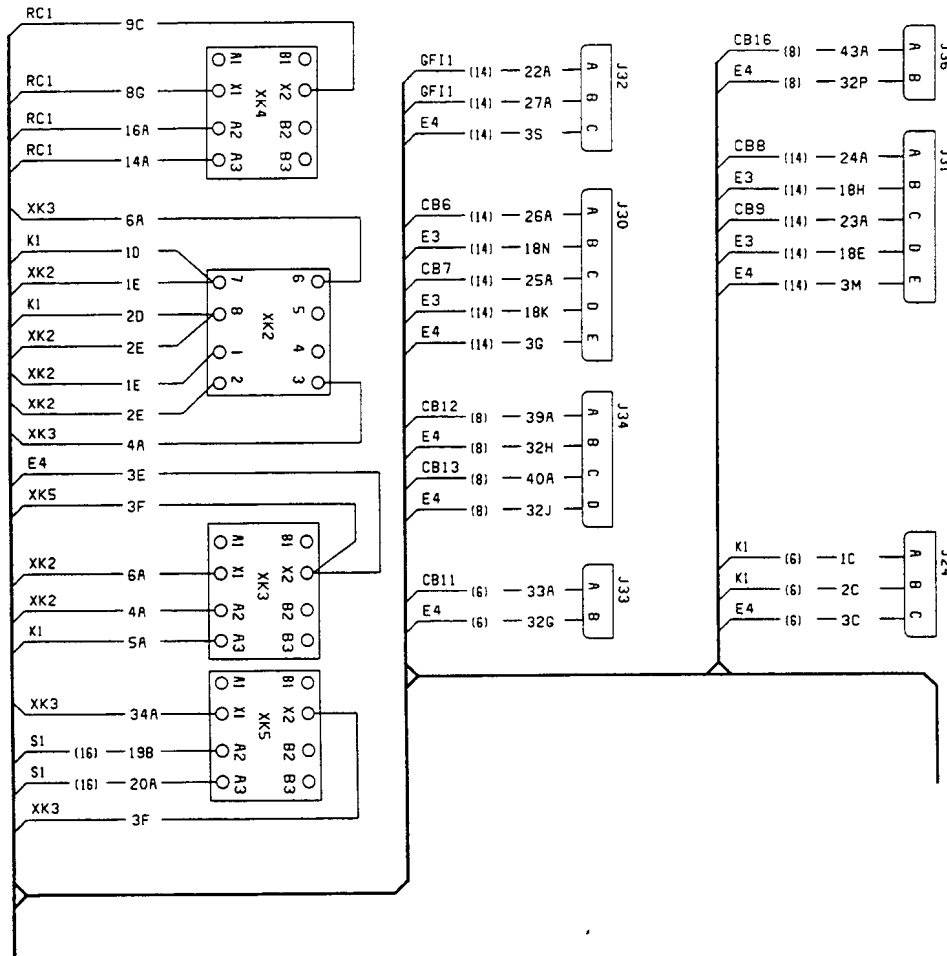 RC1 9C
RC1 8G
RC1 16A
RC1 14A
A1 X1 A2 A3
XK4
B1 X2 B2 B3
XK3 6A
K1 1D
XK2 1E
K1 2D
XK2 2E
XK2 1E
XK2 2E
XK3 4A
7 8 1 2
XK2
6 5 4 3
E4 3E
XK5 3F
XK2 6A
XK2 4A
K1 5A
A1 X1 A2 A3
XK3
B1 X2 B2 B3
XK3 34A
S1 (16) 19B
S1 (16) 20A
XK3 3F
A1 X1 A2 A3
XK5
B1 X2 B2 B3
J32
GFI1 (14) 22A A
GFI1 (14) 27A B
E4 (14) 3S C
J30
CB6 (14) 26A A
E3 (14) 18N B
CB7 (14) 25A C
E3 (14) 18K D
E4 (14) 3G E
J34
CB12 (8) 39A A
E4 (8) 32H B
CB13 (8) 40A C
E4 (8) 32J D
J33
CB11 (6) 33A A
E4 (6) 32G B
CB16 (8) 43A A
E4 (8) 32P B
CB8 (14) 24A A
E3 (14) 18H B
CB9 (14) 23A C
E3 (14) 18E D
E4 (14) 3M E
K1 (6) 1C A
K1 (6) 2C B
E4 (6) 3C C